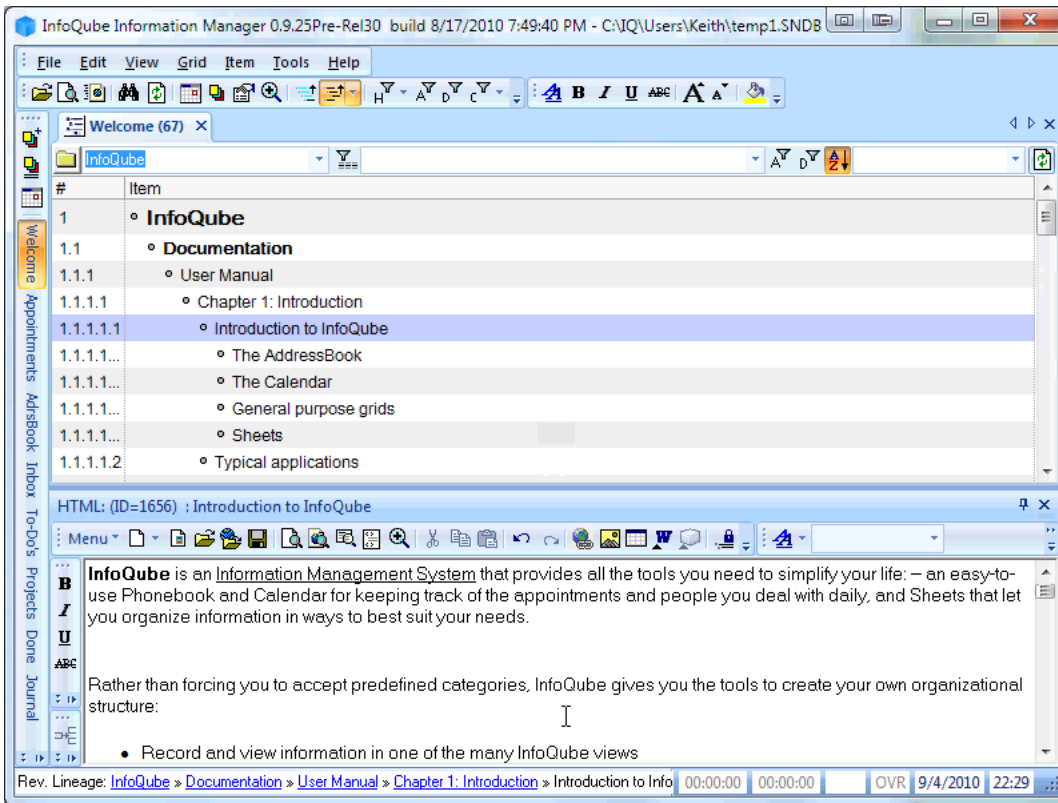 InfoQube Information Manager 0.9.25Pre-Rel30 build 8/17/2010 7:49:40 PM - C:\IQ\Users\Keith\temp1.SNDB
File Edit View Grid Item Tools Help
H A D C A B I U ABC A A
Welcome (67)
InfoQube A D A Z
# Item
1 InfoQube
1.1 Documentation
1.1.1 User Manual
1.1.1.1 Chapter 1: Introduction
1.1.1.1.1 Introduction to InfoQube
1.1.1.1... The AddressBook
1.1.1.1... The Calendar
1.1.1.1... General purpose grids
1.1.1.1... Sheets
1.1.1.1.2 Typical applications
Welcome
Appointments
AdrsBook
Inbox
To-Do's
Projects
Done
Journal
HTML: (ID=1656) : Introduction to InfoQube
Menu W A
B
I
U
ABC
InfoQube is an Information Management System that provides all the tools you need to simplify your life: – an easy-to-
use Phonebook and Calendar for keeping track of the appointments and people you deal with daily, and Sheets that let
you organize information in ways to best suit your needs.
Rather than forcing you to accept predefined categories, InfoQube gives you the tools to create your own organizational
structure:
• Record and view information in one of the many InfoQube views
Rev. Lineage: InfoQube » Documentation » User Manual » Chapter 1: Introduction » Introduction to Info 00:00:00 00:00:00 OVR 9/4/2010 22:29